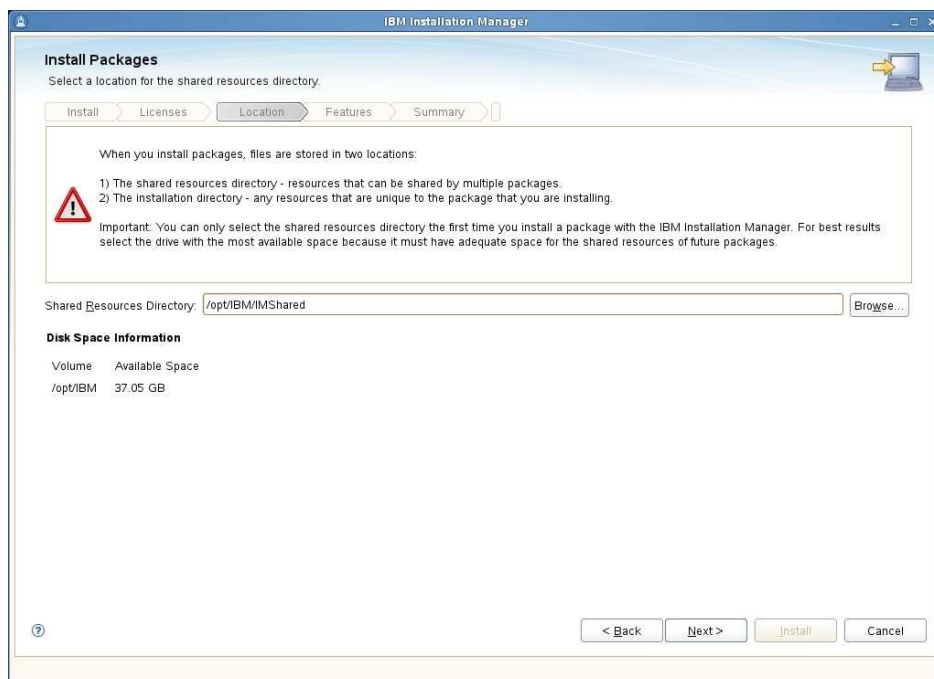 IBM Installation Manager
Install Packages
Select a location for the shared resources directory.
Install Licenses Location Features Summary
When you install packages, files are stored in two locations:
1) The shared resources directory - resources that can be shared by multiple packages.
2) The installation directory - any resources that are unique to the package that you are installing.
Important: You can only select the shared resources directory the first time you install a package with the IBM Installation Manager. For best results
select the drive with the most available space because it must have adequate space for the shared resources of future packages.
Shared Resources Directory: /opt/IBM/IMShared Browse...
Disk Space Information
Volume Available Space
/opt/IBM 37.05 GB
< Back Next > Install Cancel